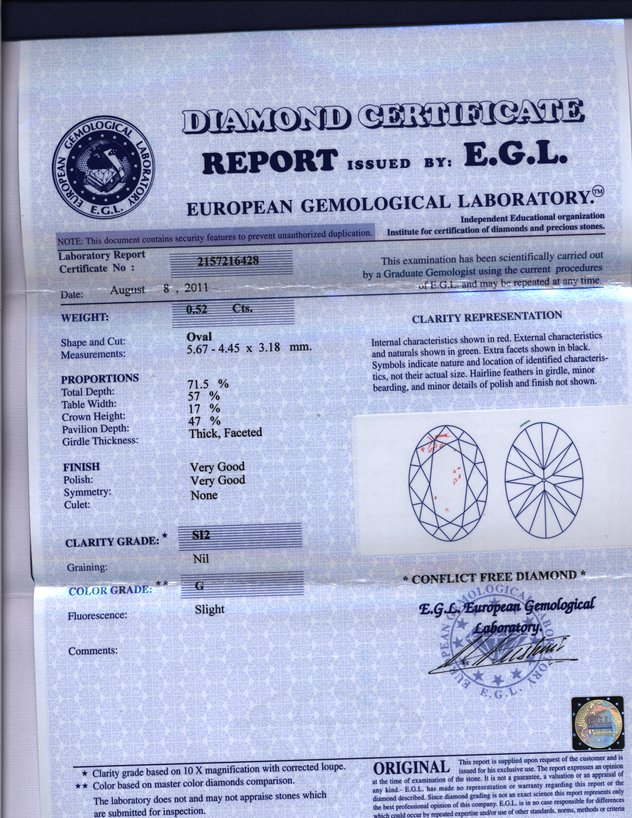 DIAMOND CERTIFICATE
REPORT ISSUED BY: E.G.L.
EUROPEAN GEMOLOGICAL LABORATORY.™
EUROPEAN GEMOLOGICAL LABORATORY
E.G.L.
Independent Educational organization
Institute for certification of diamonds and precious stones.
NOTE: This document contains security features to prevent unauthorized duplication.
Laboratory Report
Certificate No : 2157216428
Date: August 8 , 2011
This examination has been scientifically carried out
by a Graduate Gemologist using the current procedures
of E.G.L. and may be repeated at any time.
WEIGHT: 0.52 Cts.
Shape and Cut: Oval
Measurements: 5.67 - 4.45 x 3.18 mm.
PROPORTIONS
Total Depth: 71.5 %
Table Width: 57 %
Crown Height: 17 %
Pavilion Depth: 47 %
Girdle Thickness: Thick, Faceted
FINISH
Polish: Very Good
Symmetry: Very Good
Culet: None
CLARITY GRADE: * SI2
Graining: Nil
COLOR GRADE: ** G
Fluorescence: Slight
Comments:
CLARITY REPRESENTATION
Internal characteristics shown in red. External characteristics
and naturals shown in green. Extra facets shown in black.
Symbols indicate nature and location of identified characteris-
tics, not their actual size. Hairline feathers in girdle, minor
bearding, and minor details of polish and finish not shown.
* CONFLICT FREE DIAMOND *
E.G.L. European Gemological
Laboratory.
E.G.L.
★ Clarity grade based on 10 X magnification with corrected loupe.
★★ Color based on master color diamonds comparison.
The laboratory does not and may not appraise stones which
are submitted for inspection.
ORIGINAL This report is supplied upon request of the customer and is
issued for his exclusive use. The report expresses an opinion
at the time of examination of the stone. It is not a guarantee, a valuation or an appraisal of
any kind.- E.G.L. has made no representation or warranty regarding this report or the
diamond described. Since diamond grading is not an exact science this report represents only
the best professional opinion of this company, E.G.L. is in no case responsible for differences
which could occur by repeated expertise and/or use of other standards, norms, methods or criteria